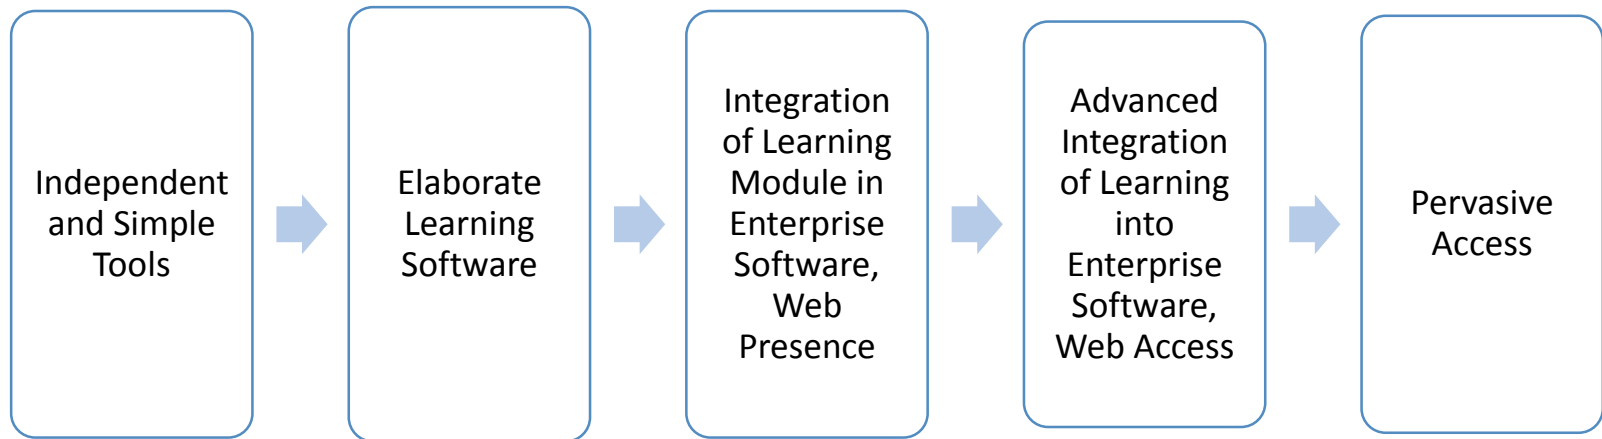 Independent
and Simple
Tools
Elaborate
Learning
Software
Integration
of Learning
Module in
Enterprise
Software,
Web
Presence
Advanced
Integration
of Learning
into
Enterprise
Software,
Web Access
Pervasive
Access